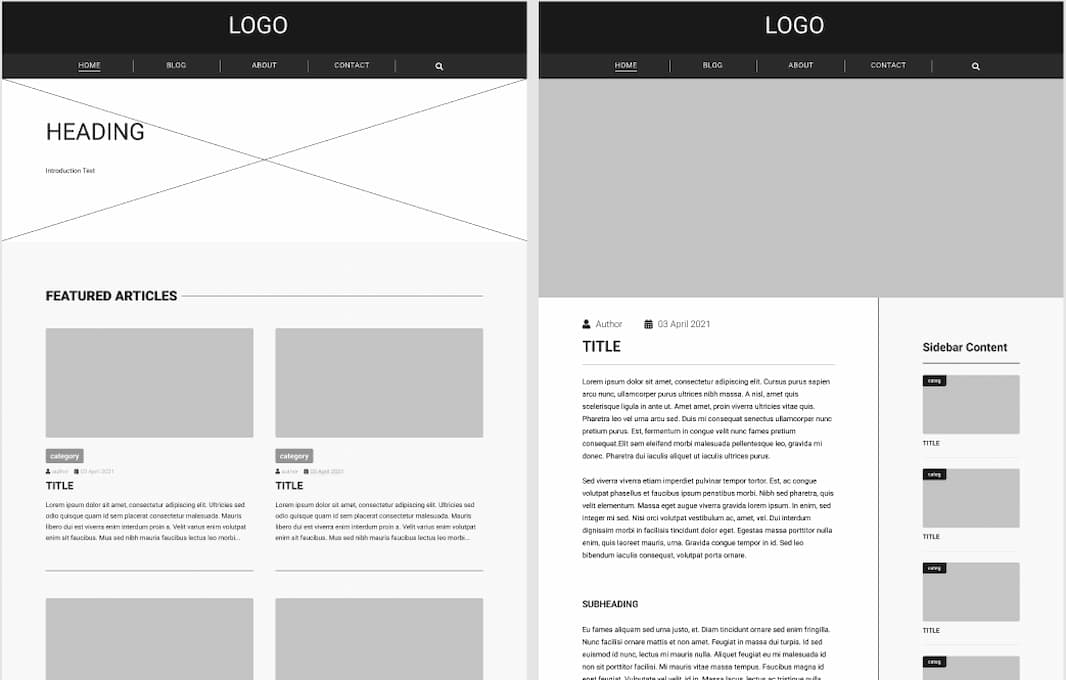 LOGO
HOME
BLOG
ABOUT
CONTACT
HEADING
Introduction Text
FEATURED ARTICLES
category
author 03 April 2021
TITLE
Lorem ipsum dolor sit amet, consectetur adipiscing elit. Ultricies sed
odio quisque quam id sem placerat consectetur malesuada. Mauris
libero dui est viverra enim interdum proin a. Velit varius enim volutpat
enim sit faucibus. Mus sed nibh mauris faucibus lectus leo morbi...
category
author 03 April 2021
TITLE
Lorem ipsum dolor sit amet, consectetur adipiscing elit. Ultricies sed
odio quisque quam id sem placerat consectetur malesuada. Mauris
libero dui est viverra enim interdum proin a. Velit varius enim volutpat
enim sit faucibus. Mus sed nibh mauris faucibus lectus leo morbi...
LOGO
HOME
BLOG
ABOUT
CONTACT
Author 03 April 2021
TITLE
Lorem ipsum dolor sit amet, consectetur adipiscing elit. Cursus purus sapien
arcu nunc, ullamcorper purus ultrices nibh massa. A nisl, amet quis
scelerisque ligula in ante ut. Amet amet, proin viverra ultricies vitae quis.
Pharetra leo vel urna arcu sed. Duis mi consequat senectus ullamcorper nunc
pretium purus. Est, fermentum in congue velit nunc fames pretium
consequat.Elit sem eleifend morbi malesuada pellentesque leo, gravida mi
donec. Pharetra dui iaculis aliquet ut iaculis ultrices purus.
Sed viverra viverra etiam imperdiet pulvinar tempor tortor. Est, ac congue
volutpat phasellus et faucibus ipsum penatibus morbi. Nibh sed pharetra, quis
velit elementum. Massa eget augue viverra gravida lorem ipsum. In enim, sed
integer mi sed. Nisi orci volutpat vestibulum ac, amet, vel. Dui interdum
dignissim morbi in facilisis tincidunt dolor eget. Egestas massa porttitor nulla
enim, quis laoreet mauris, urna. Gravida congue tempor in id. Sed leo
bibendum iaculis consequat, volutpat porta ornare.
SUBHEADING
Eu fames aliquam sed urna justo, et. Diam tincidunt ornare sed enim fringilla.
Nunc facilisi ornare mattis et non amet. Feugiat in massa dui turpis. Id sed
euismod id nunc, lectus mi mauris nulla. Aliquet feugiat eu mi malesuada id
non sit porttitor facilisi. Mi mauris vitae massa tempus. Faucibus magna id
eget feugiat. Vulputate vel velit, id in. Massa lacus, lectus ac tristique nulla
Sidebar Content
categ
TITLE
categ
TITLE
categ
TITLE
categ